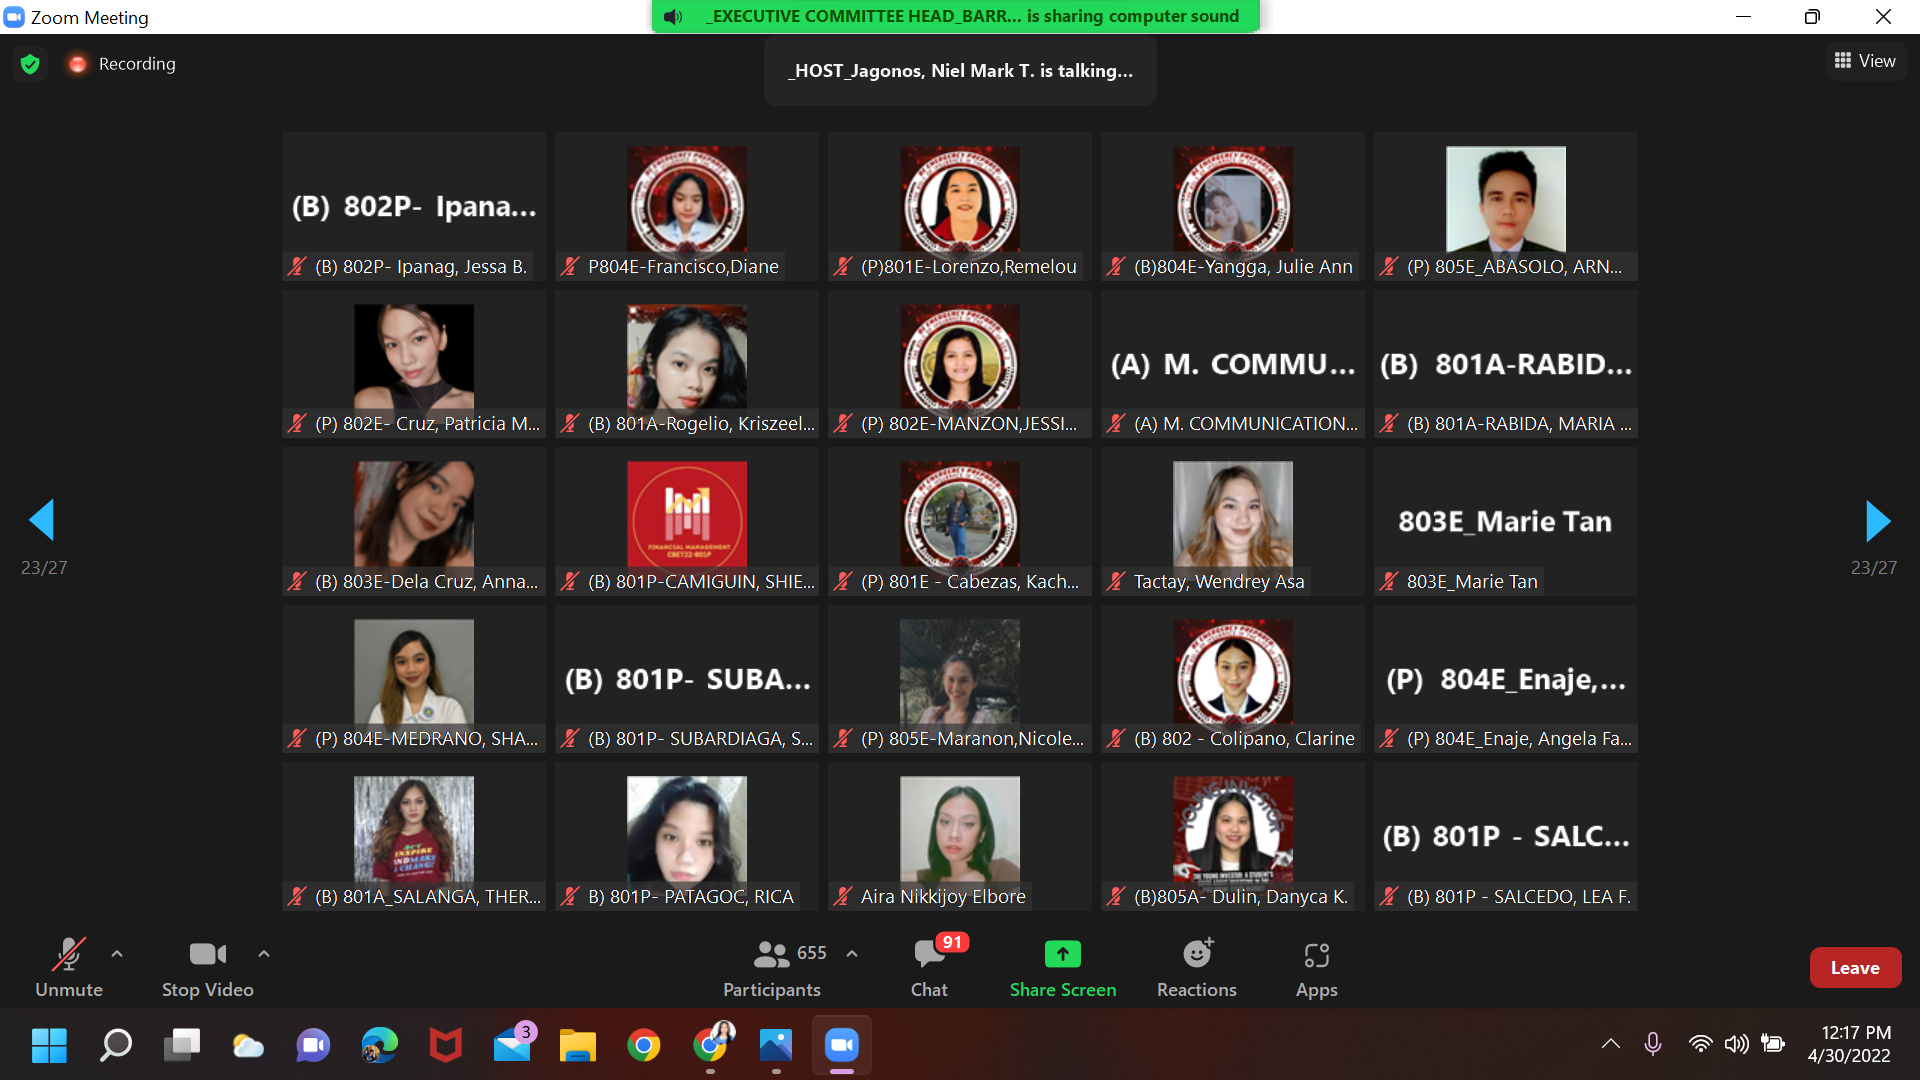 Zoom Meeting
_EXECUTIVE COMMITTEE HEAD_BARR... is sharing computer sound
Recording
_HOST_Jagonos, Niel Mark T. is talking...
View
(B) 802P- Ipana...
(B) 802P- Ipanag, Jessa B.
P804E-Francisco,Diane
(P)801E-Lorenzo,Remelou
(B)804E-Yangga, Julie Ann
(P) 805E_ABASOLO, ARN...
(A) M. COMMU...
(B) 801A-RABID...
(P) 802E- Cruz, Patricia M...
(B) 801A-Rogelio, Kriszeel...
(P) 802E-MANZON,JESSI...
(A) M. COMMUNICATION...
(B) 801A-RABIDA, MARIA ...
FINANCIAL MANAGEMENT
CBET22-801P
803E_Marie Tan
23/27
23/27
(B) 803E-Dela Cruz, Anna...
(B) 801P-CAMIGUIN, SHIE...
(P) 801E - Cabezas, Kach...
Tactay, Wendrey Asa
803E_Marie Tan
(B) 801P- SUBA...
(P) 804E_Enaje,...
(P) 804E-MEDRANO, SHA...
(B) 801P- SUBARDIAGA, S...
(P) 805E-Maranon,Nicole...
(B) 802 - Colipano, Clarine
(P) 804E_Enaje, Angela Fa...
YOUNG INVESTOR
(B) 801P - SALC...
(B) 801A_SALANGA, THER...
B) 801P- PATAGOC, RICA
Aira Nikkijoy Elbore
(B)805A- Dulin, Danyca K.
(B) 801P - SALCEDO, LEA F.
Unmute
Stop Video
655
Participants
91
Chat
Share Screen
Reactions
Apps
Leave
3
12:17 PM
4/30/2022